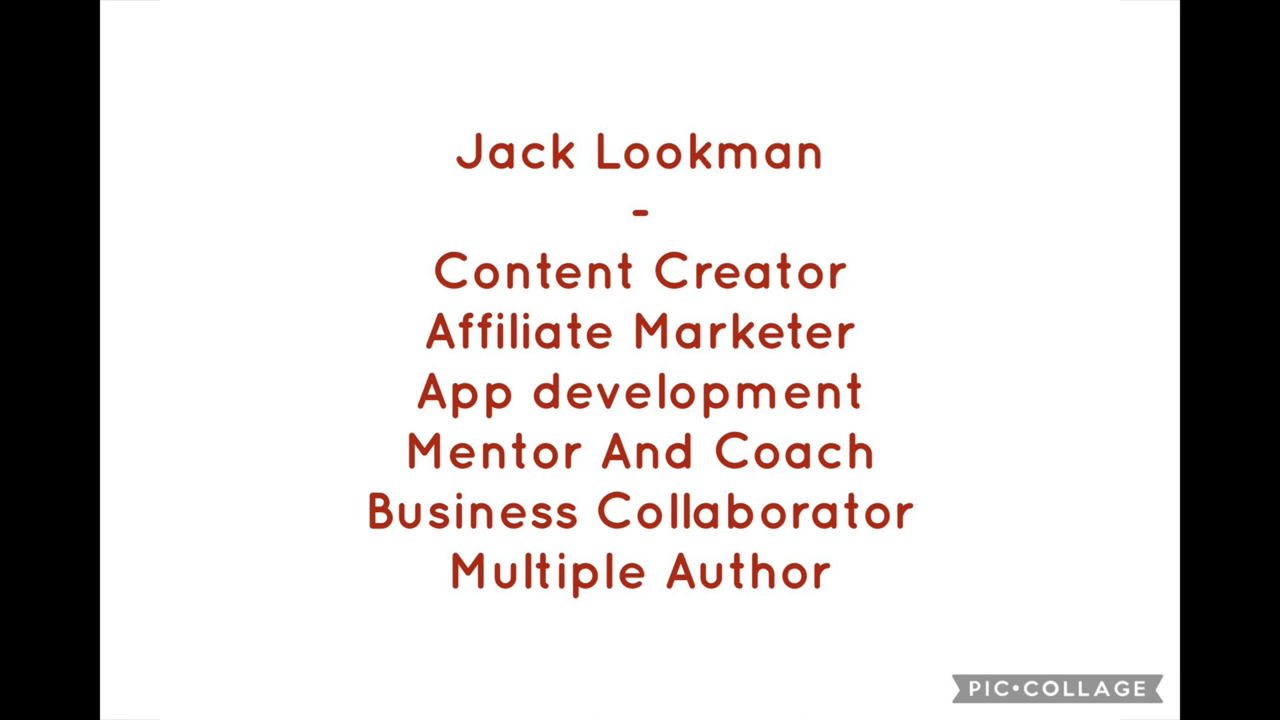 Jack Lookman
-
Content Creator
Affiliate Marketer
App development
Mentor And Coach
Business Collaborator
Multiple Author
PIC•COLLAGE